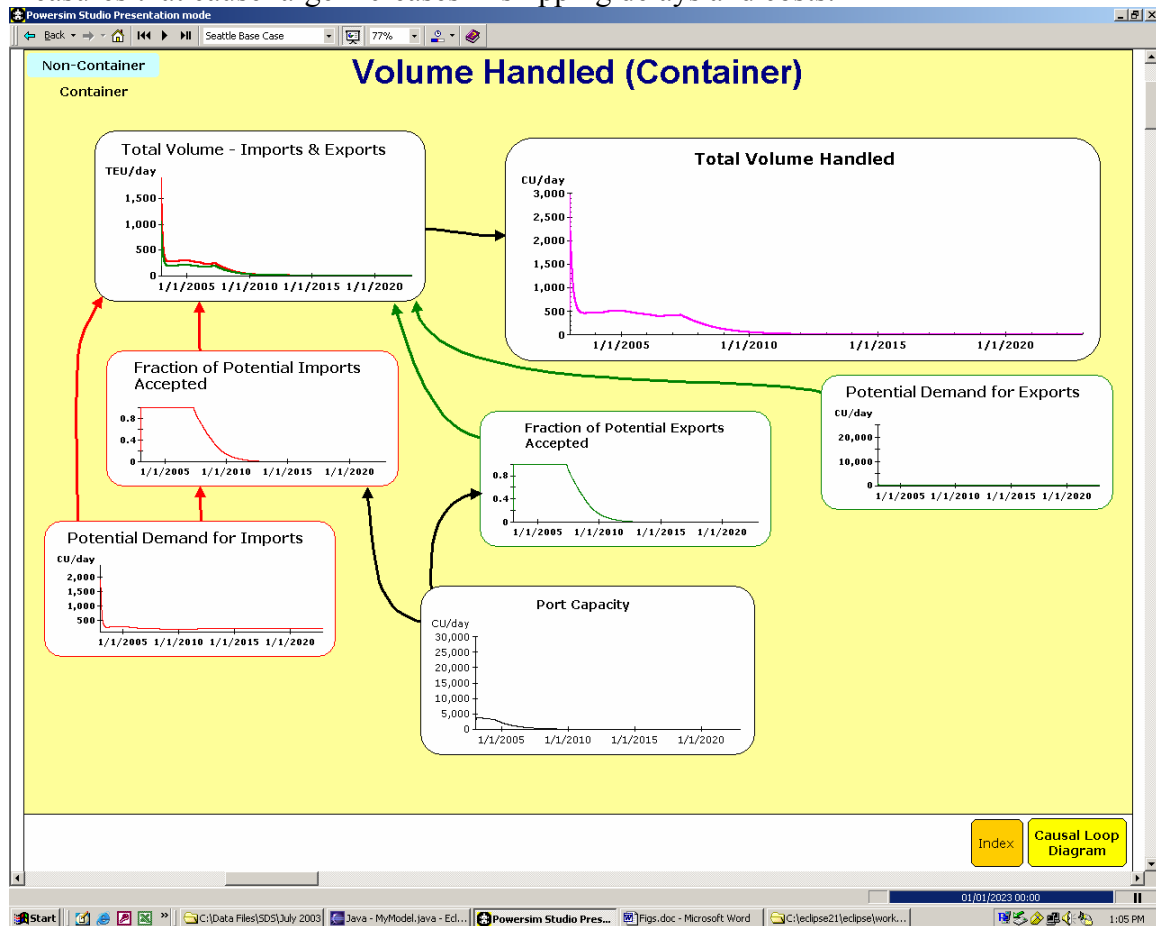 measures that cause large increases in shipping delays and costs.
Powersim Studio Presentation mode
Back
Seattle Base Case
77%
Non-Container
Container
Volume Handled (Container)
Total Volume - Imports & Exports
TEU/day
1,500
1,000
500
0
1/1/2005 1/1/2010 1/1/2015 1/1/2020
Total Volume Handled
CU/day
3,000
2,500
2,000
1,500
1,000
500
0
1/1/2005 1/1/2010 1/1/2015 1/1/2020
Fraction of Potential Imports
Accepted
0.8
0.4
0
1/1/2005 1/1/2010 1/1/2015 1/1/2020
Fraction of Potential Exports
Accepted
0.8
0.4
0
1/1/2005 1/1/2010 1/1/2015 1/1/2020
Potential Demand for Exports
CU/day
20,000
10,000
0
1/1/2005 1/1/2010 1/1/2015 1/1/2020
Potential Demand for Imports
CU/day
2,000
1,500
1,000
500
1/1/2005 1/1/2010 1/1/2015 1/1/2020
Port Capacity
CU/day
30,000
25,000
20,000
15,000
10,000
5,000
0
1/1/2005 1/1/2010 1/1/2015 1/1/2020
Index
Causal Loop
Diagram
01/01/2023 00:00
Start
»
C:\Data Files\SDS\July 2003
Java - MyModel.java - Ecl...
Powersim Studio Pres...
Figs.doc - Microsoft Word
C:\eclipse21\eclipse\work...
1:05 PM